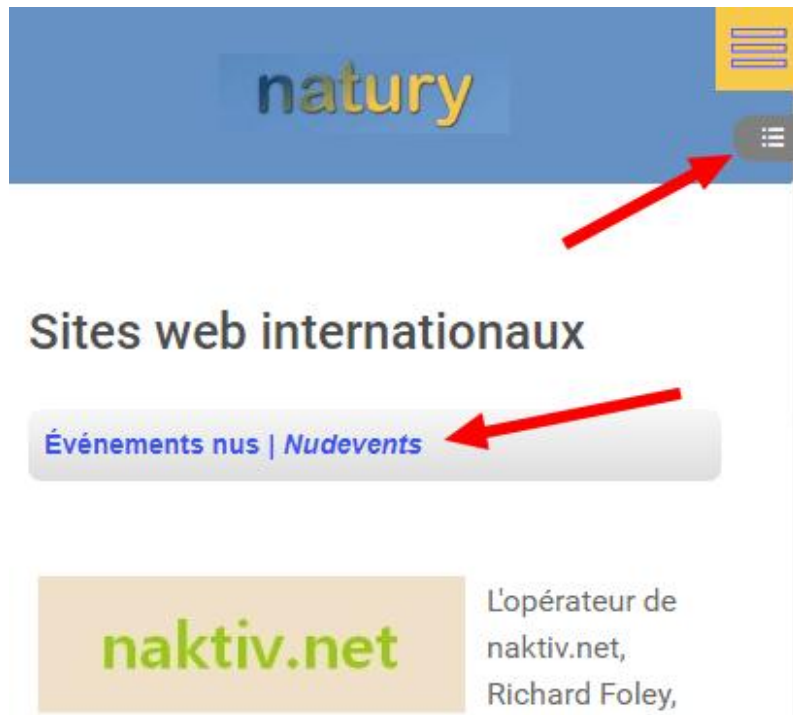 natury
Sites web internationaux
Événements nus | Nudevents
naktiv.net
L'opérateur de
naktiv.net,
Richard Foley,